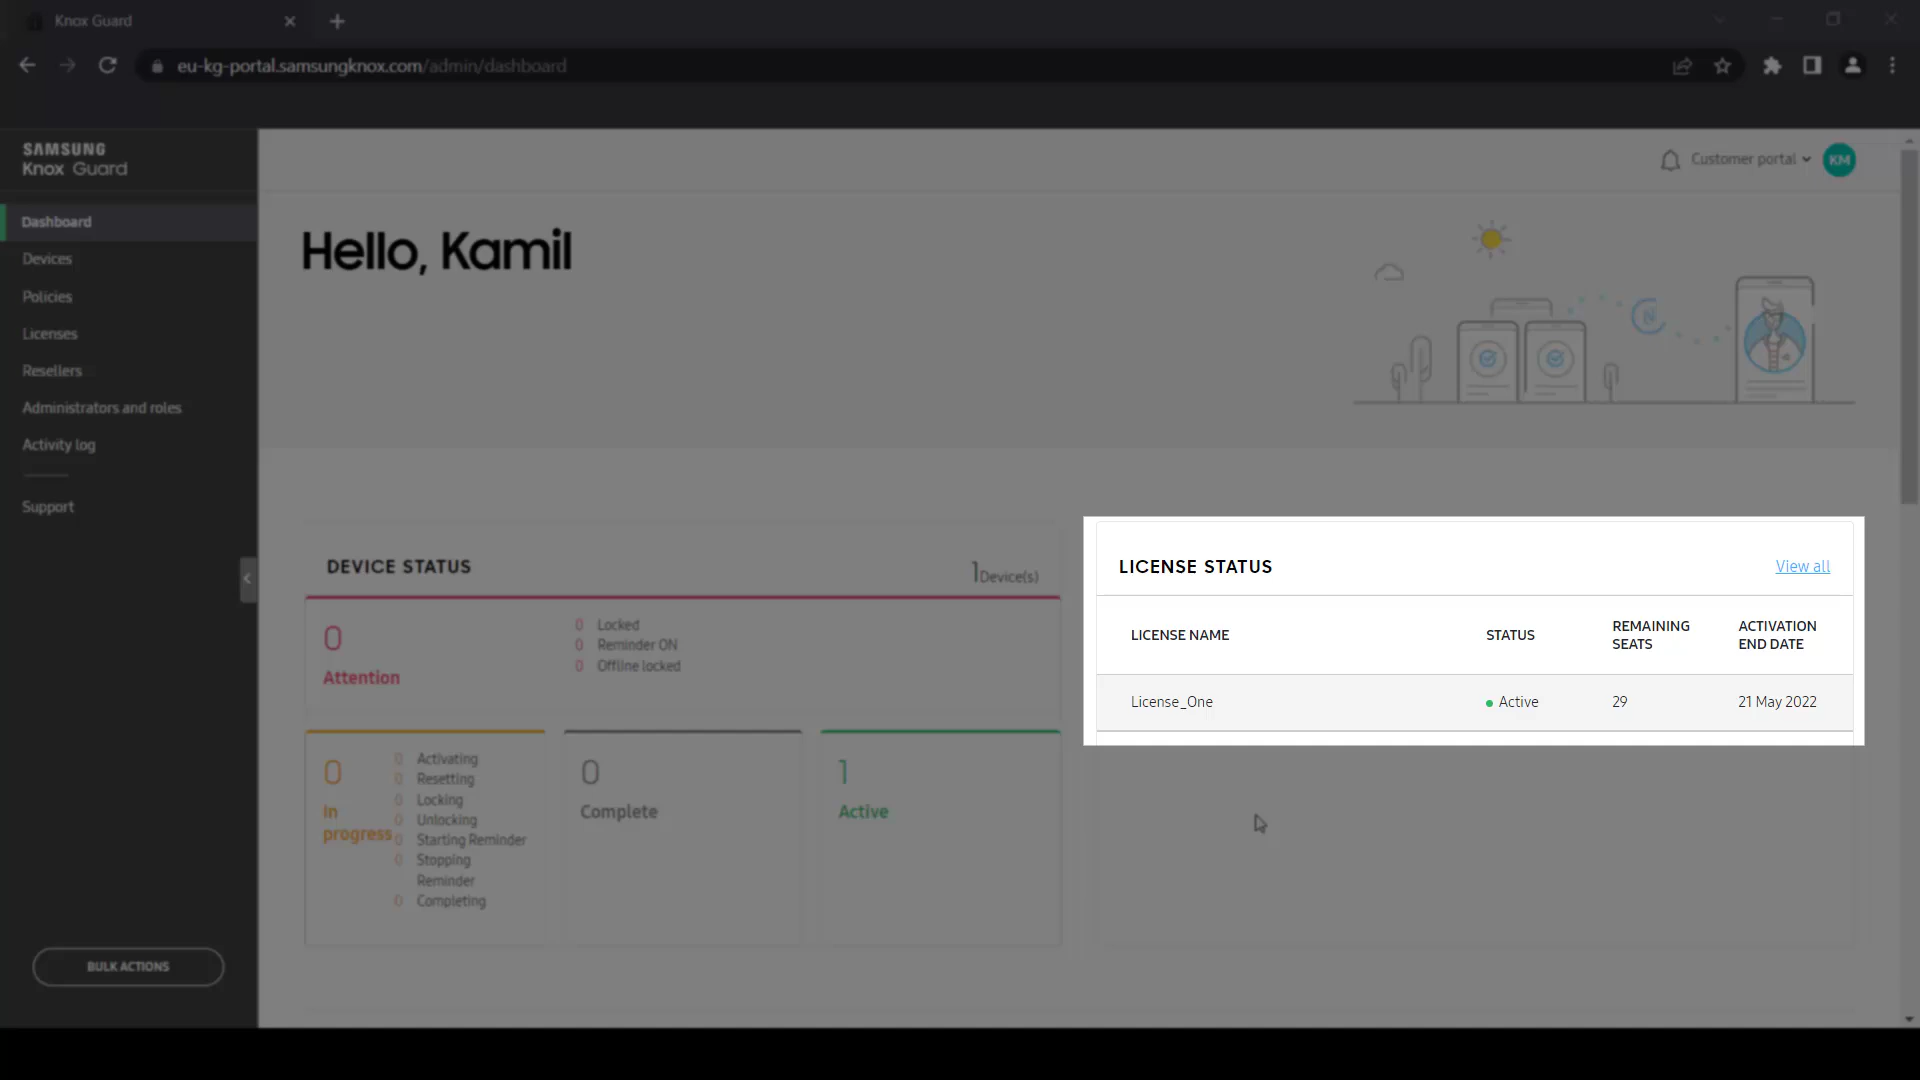 Knox Guard
eu-kg-portal.samsungknox.com/admin/dashboard
SAMSUNG
Knox Guard
Customer portal
KM
Dashboard
Devices
Policies
Licenses
Resellers
Administrators and roles
Activity log
Support
BULK ACTIONS
Hello, Kamil
N
DEVICE STATUS
1 Device(s)
0
Attention
0 Locked
0 Reminder ON
0 Offline locked
0
In
progress
0 Activating
0 Resetting
0 Locking
0 Unlocking
0 Starting Reminder
0 Stopping
Reminder
0 Completing
0
Complete
1
Active
LICENSE STATUS
View all
LICENSE NAME STATUS REMAINING SEATS ACTIVATION END DATE
License_One Active 29 21 May 2022